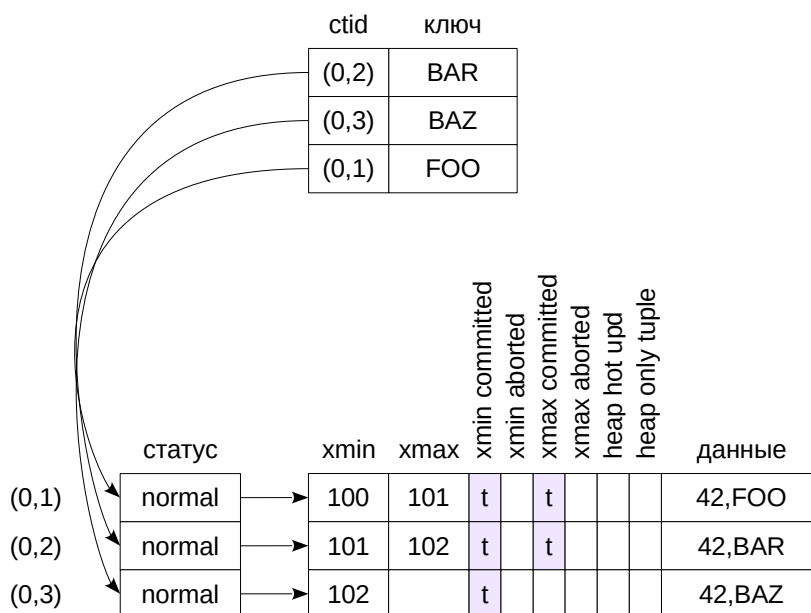 ctid ключ
(0,2) BAR
(0,3) BAZ
(0,1) FOO
статус xmin xmax xmin committed xmin aborted xmax committed xmax aborted heap hot upd heap only tuple данные
(0,1) normal 100 101 t t 42,FOO
(0,2) normal 101 102 t t 42,BAR
(0,3) normal 102 t 42,BAZ